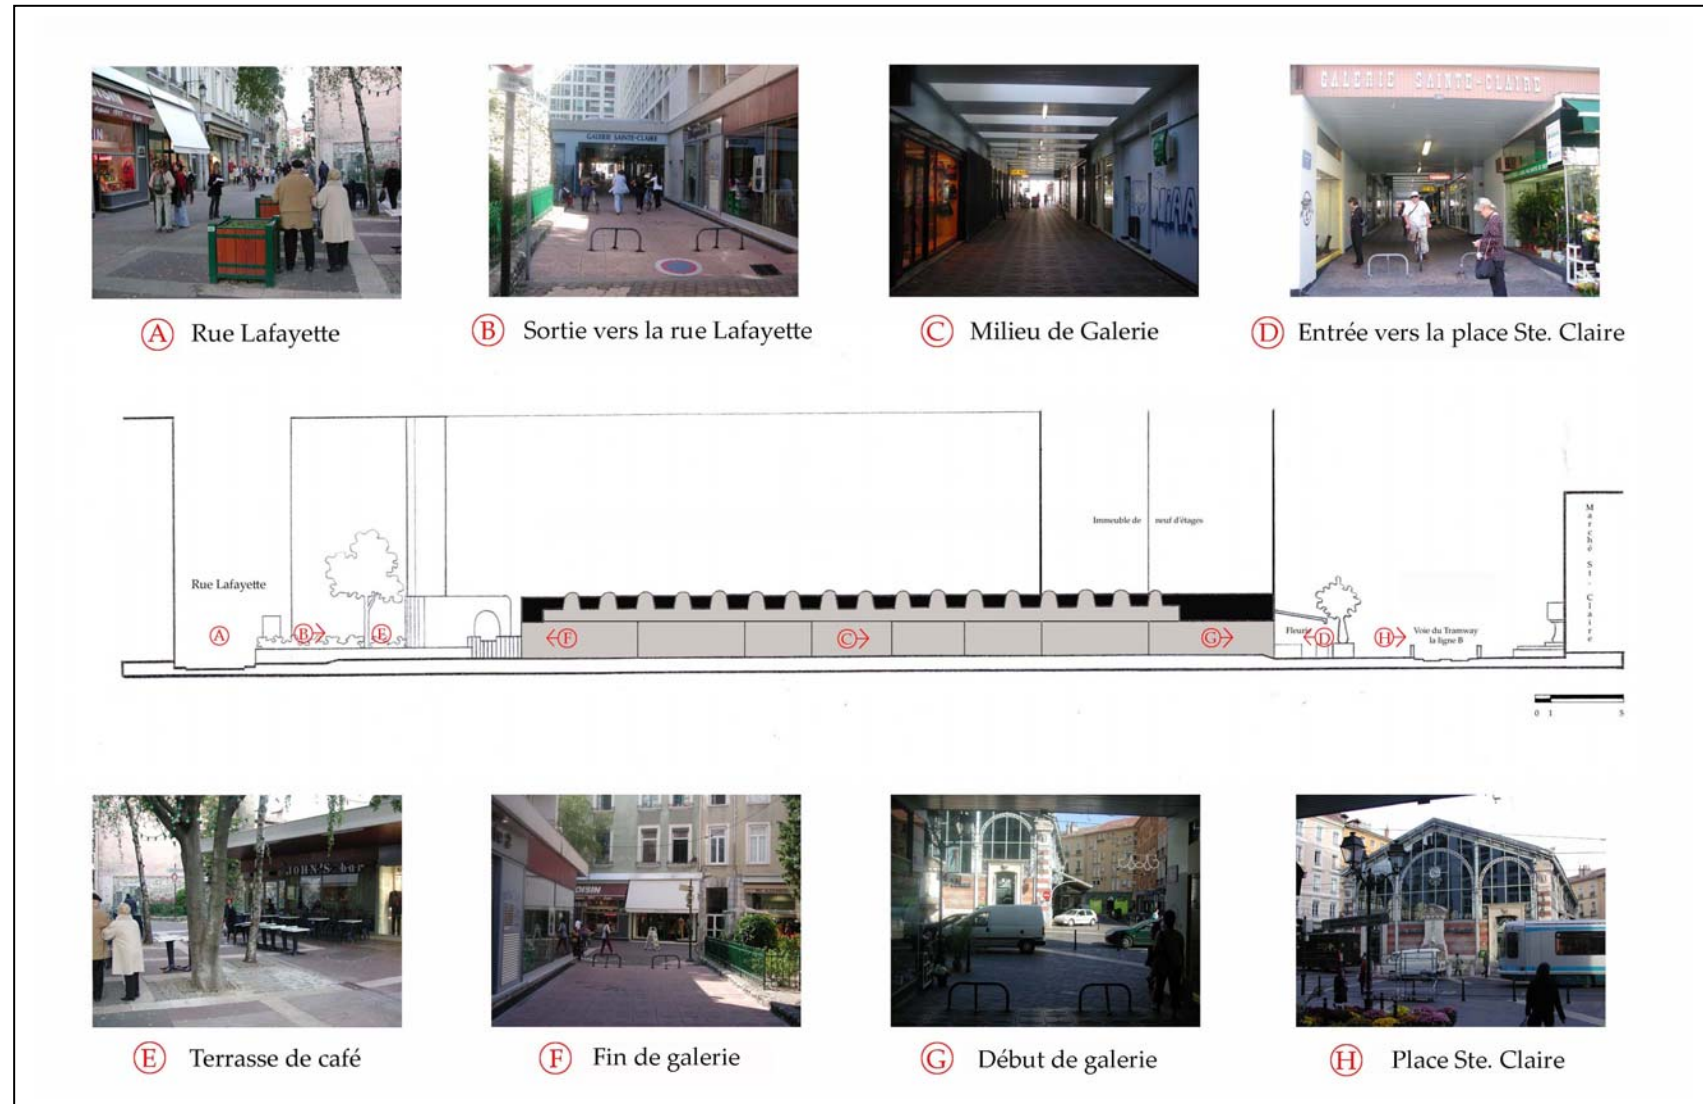 GALERIE SAINTE-CLAIRE
GALERIE SAINTE-CLAIRE
A Rue Lafayette
B Sortie vers la rue Lafayette
C Milieu de Galerie
D Entrée vers la place Ste. Claire
Immeuble de neuf d'étages
Marché St-Claire
Rue Lafayette
A
B
E
F
C
G
Fleuris
D
H
Voie du Tramway
la ligne B
0 1 5
JOHN'S bar
E Terrasse de café
F Fin de galerie
G Début de galerie
H Place Ste. Claire